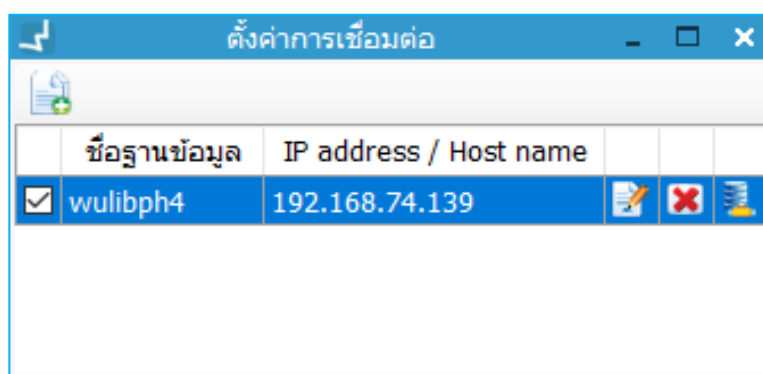 ตั้งค่าการเชื่อมต่อ
ชื่อฐานข้อมูล IP address / Host name
wulibph4 192.168.74.139